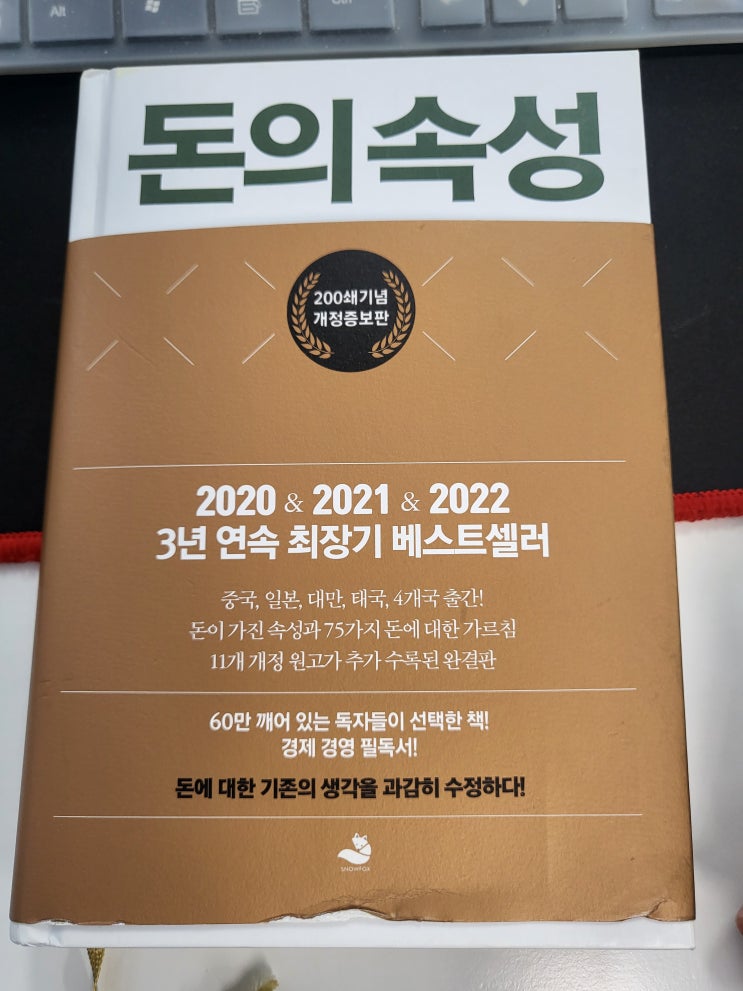 Alt
Ctrl
돈의 속성
200쇄기념
개정증보판
2020 & 2021 & 2022
3년 연속 최장기 베스트셀러
중국, 일본, 대만, 태국, 4개국 출간!
돈이 가진 속성과 75가지 돈에 대한 가르침
11개 개정 원고가 추가 수록된 완결판
60만 깨어 있는 독자들이 선택한 책!
경제 경영 필독서!
돈에 대한 기존의 생각을 과감히 수정하다!
SNOWFOX